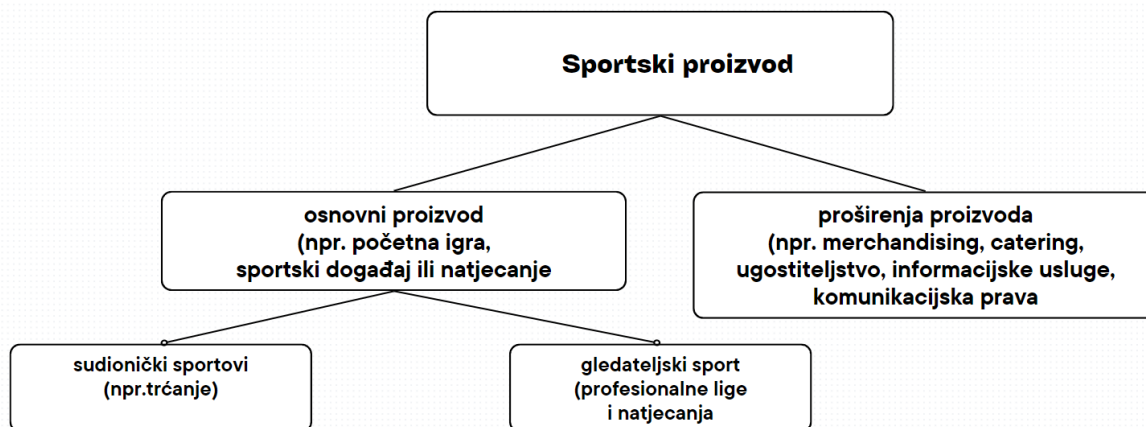 Sportski proizvod
osnovni proizvod
(npr. početna igra,
sportski događaj ili natjecanje
proširenja proizvoda
(npr. merchandising, catering,
ugostiteljstvo, informacijske usluge,
komunikacijska prava
sudionički sportovi
(npr.trćanje)
gledateljski sport
(profesionalne lige
i natjecanja